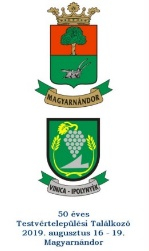 MAGYARNÁNDOR
VINICA - IPOLYNYÉK
50 éves
Testvértelepülési Találkozó
2019. augusztus 16 - 19.
Magyarnándor